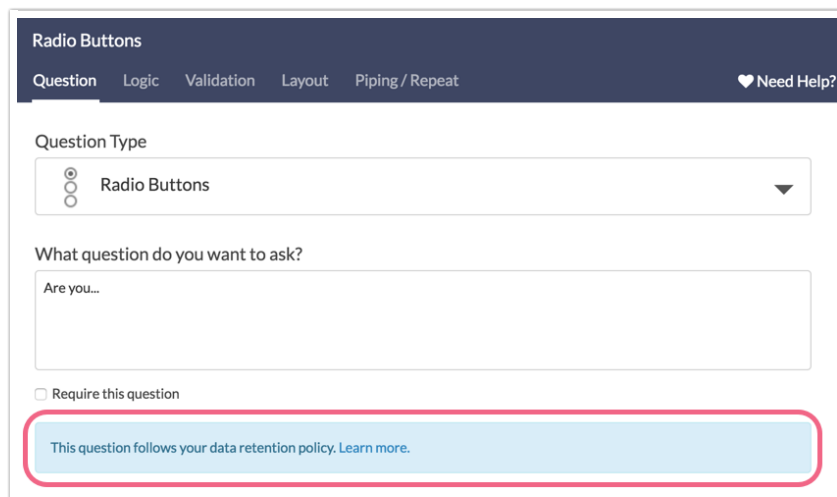 Radio Buttons
Question Logic Validation Layout Piping / Repeat Need Help?
Question Type
Radio Buttons
What question do you want to ask?
Are you...
Require this question
This question follows your data retention policy. Learn more.